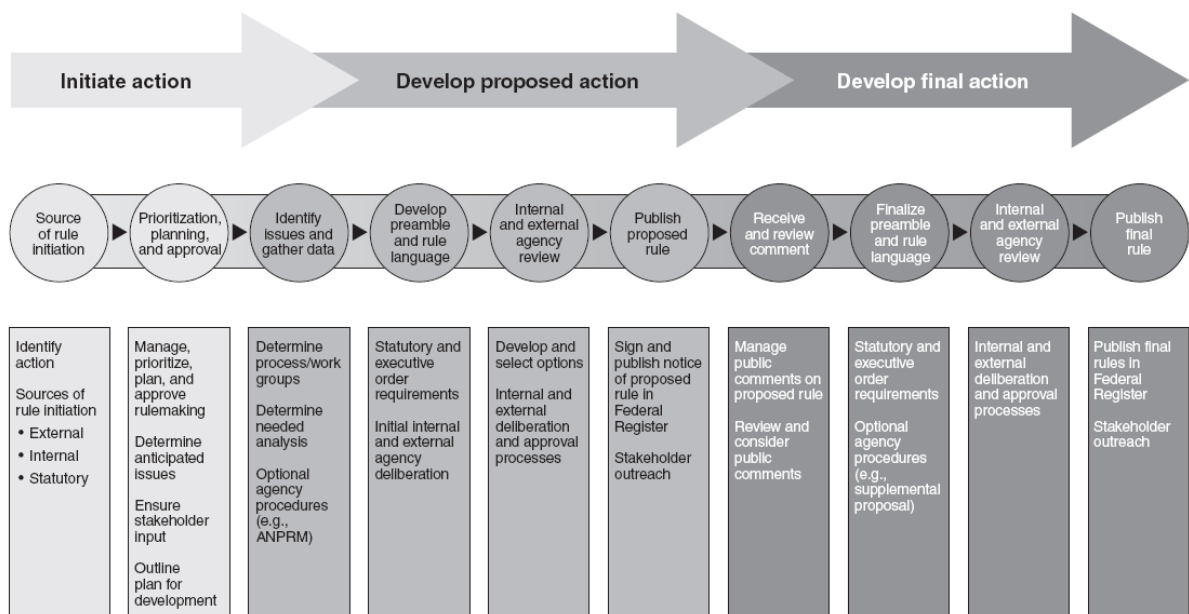 Initiate action
Develop proposed action
Develop final action
Source
of rule
initiation
Prioritization,
planning,
and approval
Identify
issues and
gather data
Develop
preamble
and rule
language
Internal
and external
agency
review
Publish
proposed
rule
Receive
and review
comment
Finalize
preamble
and rule
language
Internal
and external
agency
review
Publish
final
rule
Identify
action
Sources of
rule initiation
• External
• Internal
• Statutory
Manage,
prioritize,
plan, and
approve
rulemaking
Determine
anticipated
issues
Ensure
stakeholder
input
Outline
plan for
development
Determine
process/work
groups
Determine
needed
analysis
Optional
agency
procedures
(e.g.,
ANPRM)
Statutory and
executive
order
requirements
Initial internal
and external
agency
deliberation
Develop and
select options
Internal and
external
deliberation
and approval
processes
Sign and
publish notice
of proposed
rule in
Federal
Register
Stakeholder
outreach
Manage
public
comments on
proposed rule
Review and
consider
public
comments
Statutory and
executive
order
requirements
Optional
agency
procedures
(e.g.,
supplemental
proposal)
Internal and
external
deliberation
and approval
processes
Publish final
rules in
Federal
Register
Stakeholder
outreach